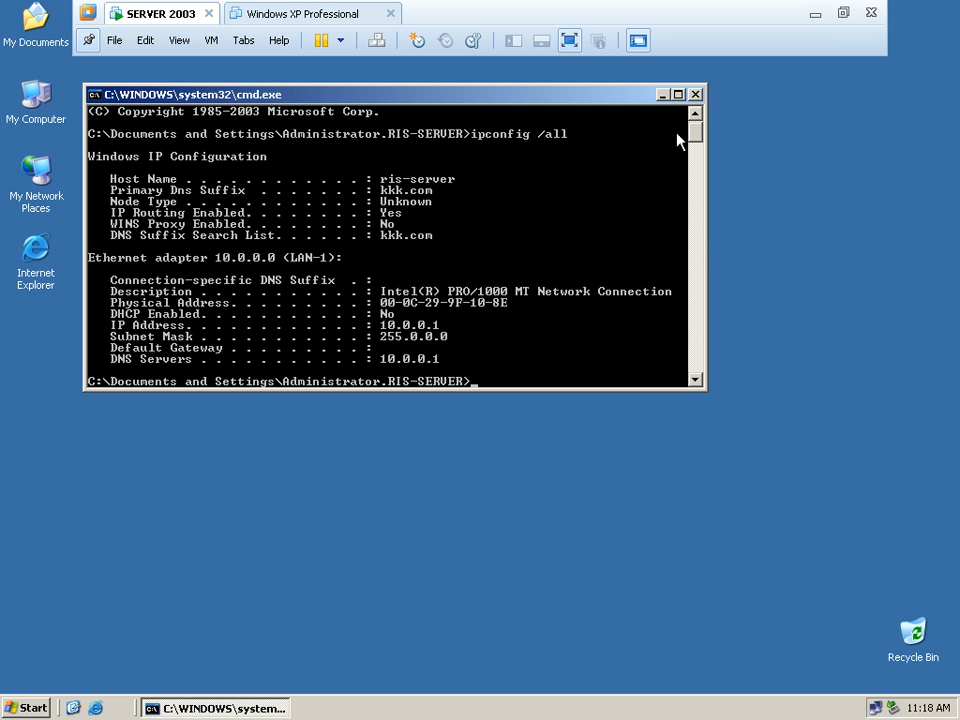 My Documents
SERVER 2003
Windows XP Professional
File Edit View VM Tabs Help
C:\WINDOWS\system32\cmd.exe
(C) Copyright 1985-2003 Microsoft Corp.
C:\Documents and Settings\Administrator.RIS-SERVER>ipconfig /all
Windows IP Configuration
Host Name . . . . . . . . . . . . : ris-server
Primary Dns Suffix . . . . . . . : kkk.com
Node Type . . . . . . . . . . . . : Unknown
IP Routing Enabled. . . . . . . . : Yes
WINS Proxy Enabled. . . . . . . . : No
DNS Suffix Search List. . . . . . : kkk.com
Ethernet adapter 10.0.0.0 (LAN-1):
Connection-specific DNS Suffix . :
Description . . . . . . . . . . . : Intel(R) PRO/1000 MT Network Connection
Physical Address. . . . . . . . . : 00-0C-29-9F-10-8E
DHCP Enabled. . . . . . . . . . . : No
IP Address. . . . . . . . . . . . : 10.0.0.1
Subnet Mask . . . . . . . . . . . : 255.0.0.0
Default Gateway . . . . . . . . . :
DNS Servers . . . . . . . . . . . : 10.0.0.1
C:\Documents and Settings\Administrator.RIS-SERVER>_
My Computer
My Network
Places
Internet
Explorer
Recycle Bin
Start
C:\WINDOWS\system...
11:18 AM